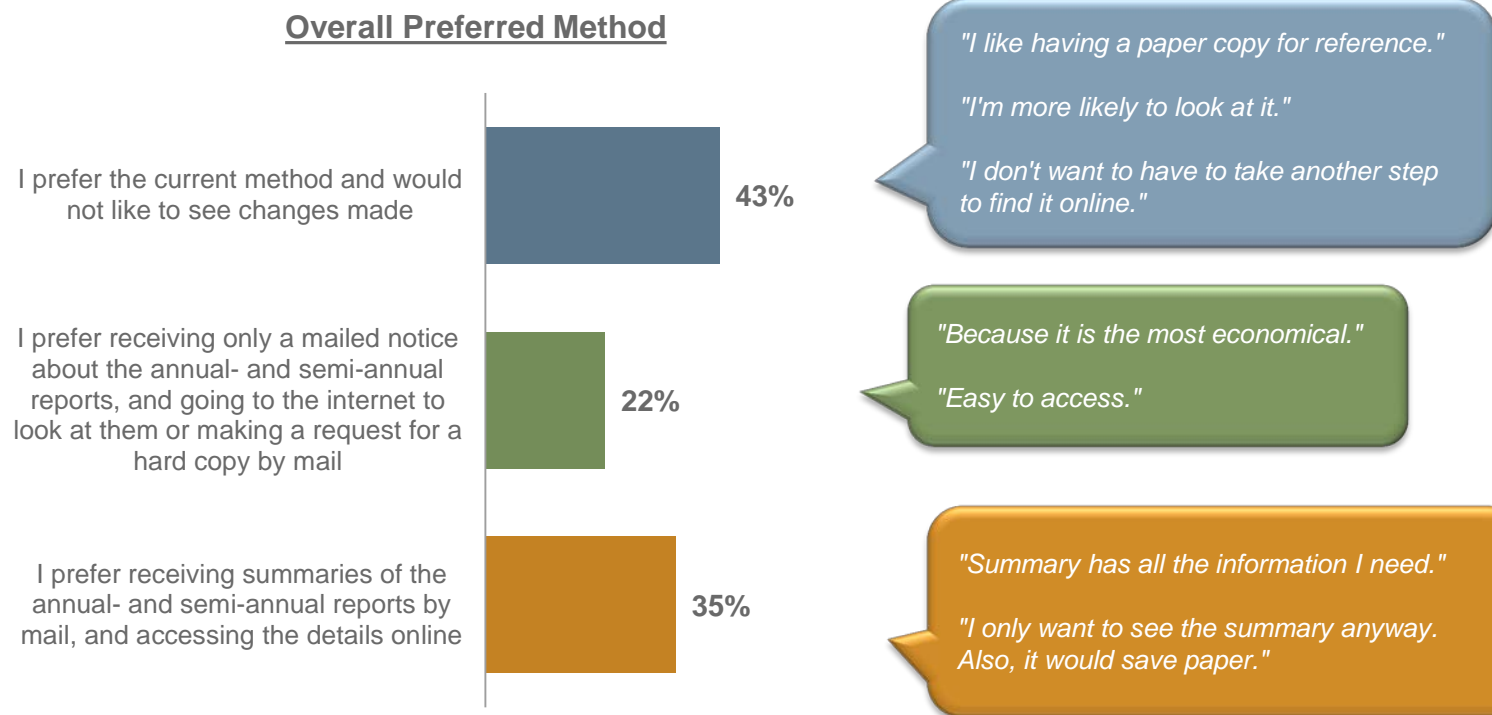 Overall Preferred Method
I prefer the current method and would
not like to see changes made
43%
"I like having a paper copy for reference."
"I'm more likely to look at it."
"I don't want to have to take another step
to find it online."
I prefer receiving only a mailed notice
about the annual- and semi-annual
reports, and going to the internet to
look at them or making a request for a
hard copy by mail
22%
"Because it is the most economical."
"Easy to access."
I prefer receiving summaries of the
annual- and semi-annual reports by
mail, and accessing the details online
35%
"Summary has all the information I need."
"I only want to see the summary anyway.
Also, it would save paper."